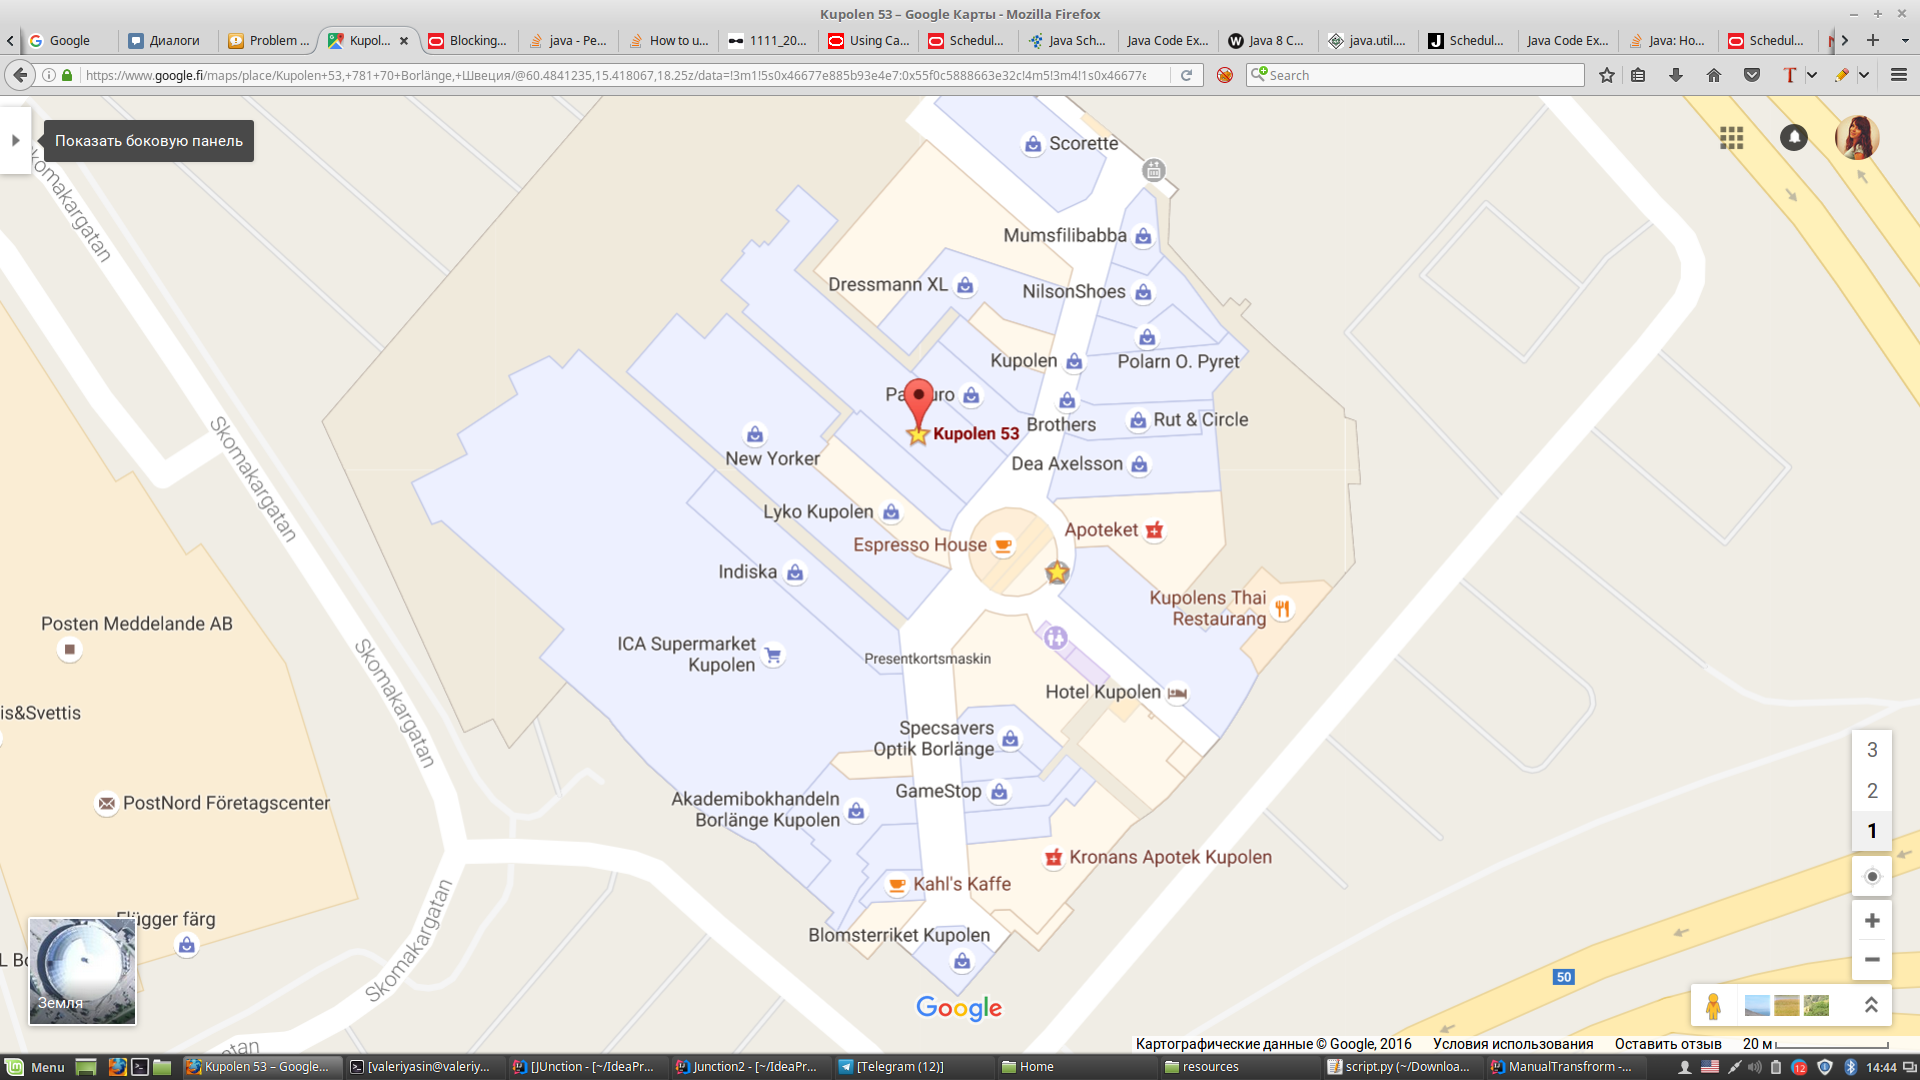 Kupolen 53 – Google Карты - Mozilla Firefox
Google
Диалоги
Problem ...
Kupol...
Blocking...
java - Pe...
How to u...
1111_20...
Using Ca...
Schedul...
Java Sch...
Java Code Ex...
Java 8 C...
java.util....
Schedul...
Java Code Ex...
Java: Ho...
Schedul...
https://www.google.fi/maps/place/Kupolen+53,+781+70+Borlänge,+Швеция/@60.4841235,15.418067,18.25z/data=!3m1!5s0x46677e885b93e4e7:0x55f0c5888663e32c!4m5!3m4!1s0x46677e
Search
Показать боковую панель
Skomakargatan
Scorette
Mumsfilibabba
Dressmann XL
NilsonShoes
Kupolen
Polarn O. Pyret
Kupolen 53
Brothers
Rut & Circle
New Yorker
Dea Axelsson
Skomakargatan
Lyko Kupolen
Apoteket
Espresso House
Indiska
Kupolens Thai
Restaurang
Posten Meddelande AB
ICA Supermarket
Kupolen
Presentkortsmaskin
Hotel Kupolen
Skomakargatan
is&Svettis
Specsavers
Optik Borlänge
3
2
1
GameStop
Akademibokhandeln
Borlänge Kupolen
PostNord Företagscenter
Kronans Apotek Kupolen
Kahl's Kaffe
Skomakargatan
Flügger färg
Blomsterriket Kupolen
L Bo
50
Земля
Google
gatan
Картографические данные © Google, 2016
Условия использования
Оставить отзыв
20 м
Menu
Kupolen 53 – Google...
[valeriyasin@valeriy...
[JUnction - [~/IdeaPr...
Junction2 - [~/IdeaPr...
[Telegram (12)]
Home
resources
script.py (~/Downloa...
ManualTransfrom -...
12
14:44